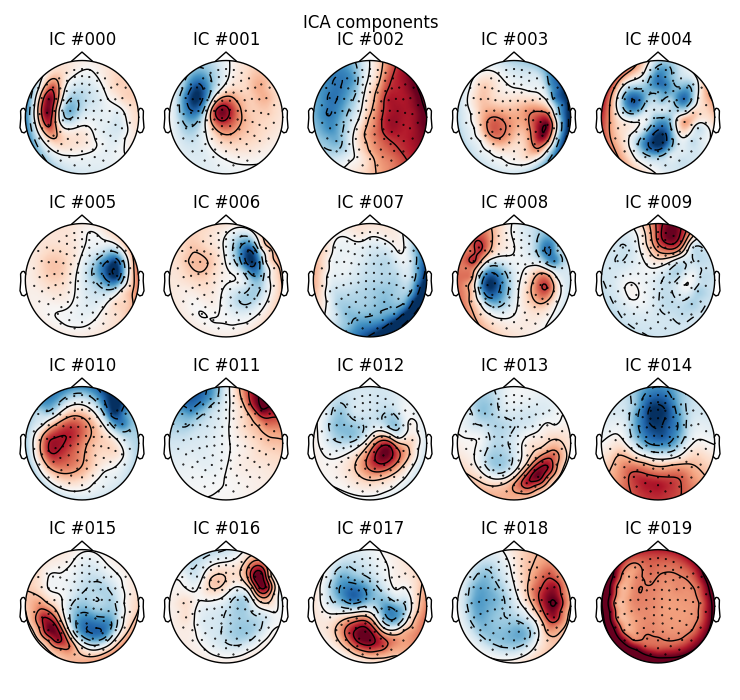 ICA components
IC #000 IC #001 IC #002 IC #003 IC #004
IC #005 IC #006 IC #007 IC #008 IC #009
IC #010 IC #011 IC #012 IC #013 IC #014
IC #015 IC #016 IC #017 IC #018 IC #019